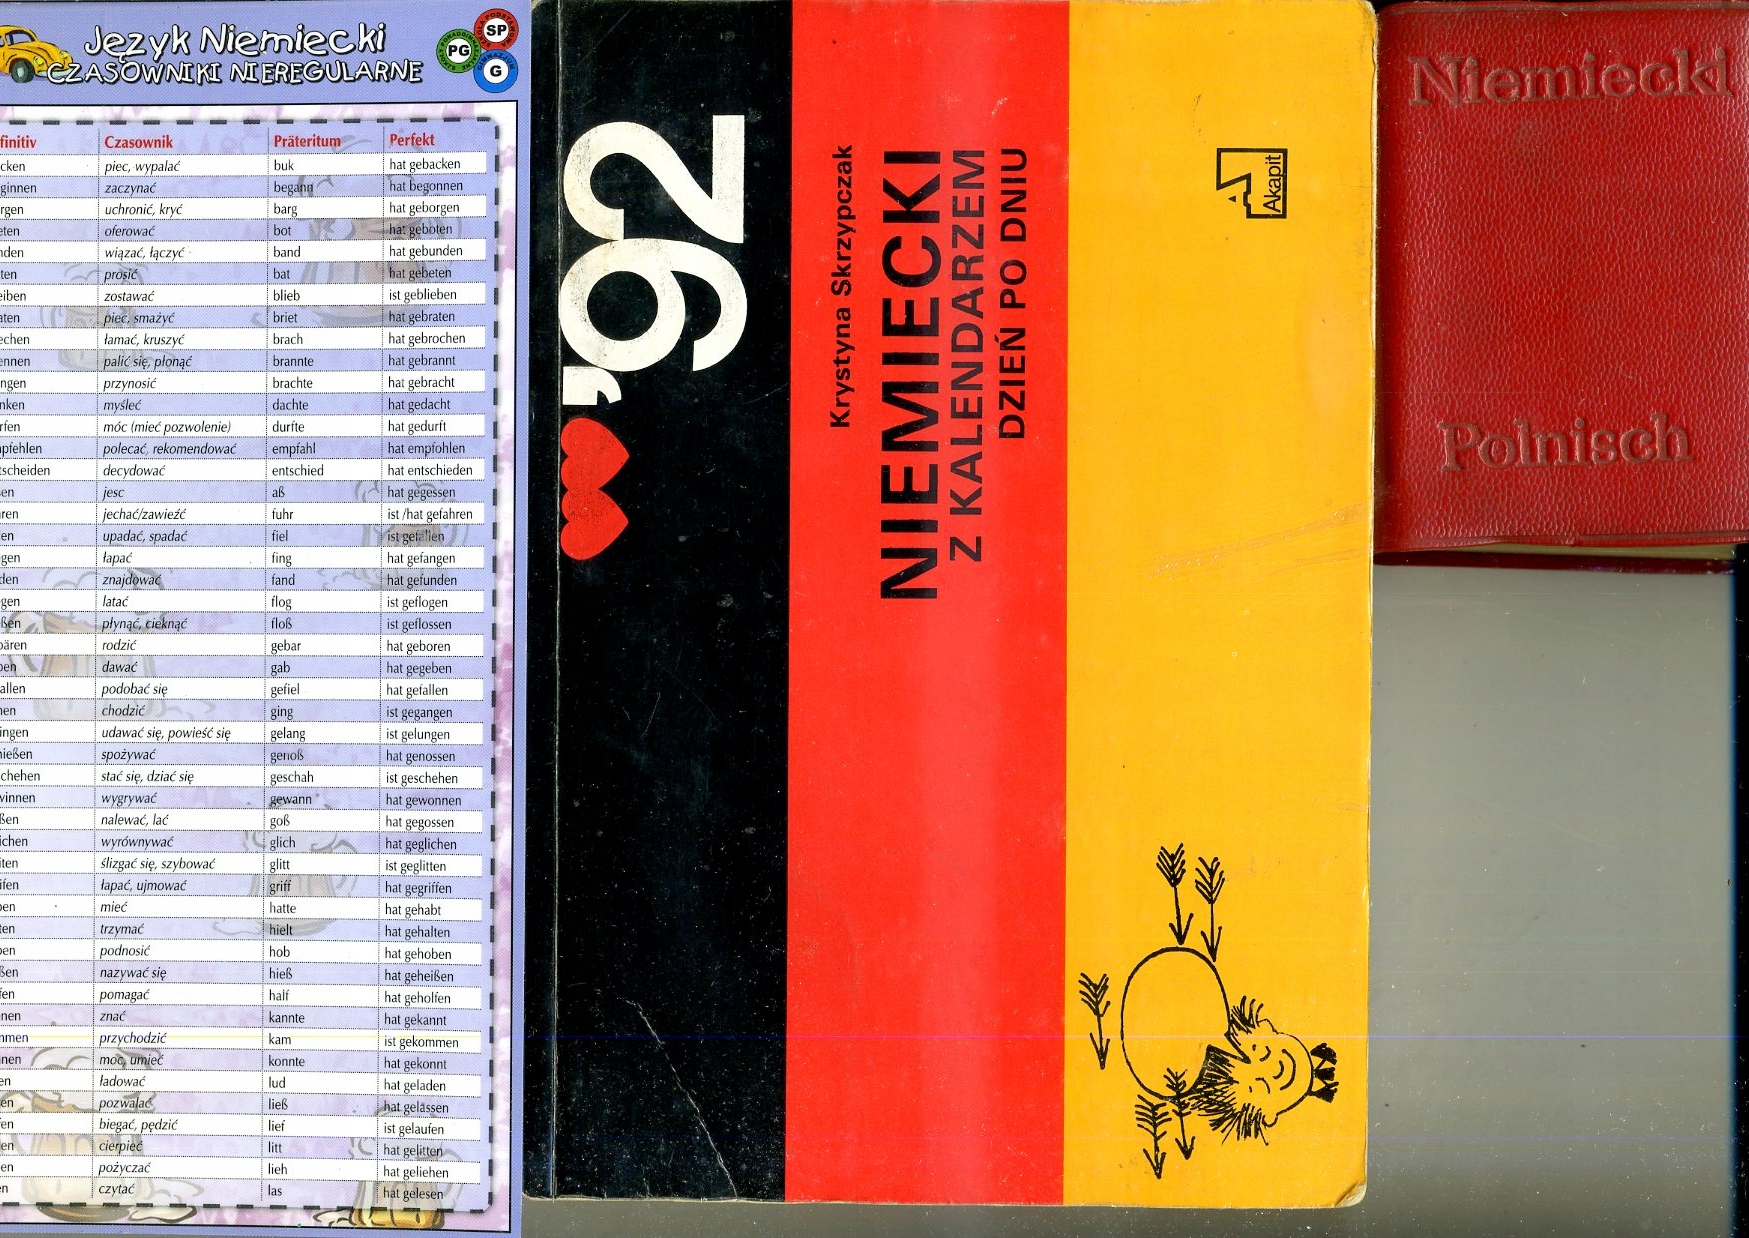 Język Niemiecki
CZASOWNIKI NIEREGULARNE
SP
PG
G
Czasownik Präteritum Perfekt
piec, wypalać buk hat gebacken
zaczynać begann hat begonnen
uchronić, kryć barg hat geborgen
oferować bot hat geboten
wiązać, łączyć band hat gebunden
prosić bat hat gebeten
zostawać blieb ist geblieben
piec, smażyć briet hat gebraten
łamać, kruszyć brach hat gebrochen
palić się, płonąć brannte hat gebrannt
przynosić brachte hat gebracht
myśleć dachte hat gedacht
móc (mieć pozwolenie) durfte hat gedurft
polecać, rekomendować empfahl hat empfohlen
decydować entschied hat entschieden
jesc aß hat gegessen
jechać/zawieźć fuhr ist /hat gefahren
upadać, spadać fiel ist gefallen
łapać fing hat gefangen
znajdować fand hat gefunden
latać flog ist geflogen
płynąć, cieknąć floß ist geflossen
rodzić gebar hat geboren
dawać gab hat gegeben
podobać się gefiel hat gefallen
chodzić ging ist gegangen
udawać się, powieść się gelang ist gelungen
spożywać genoß hat genossen
stać się, dziać się geschah ist geschehen
wygrywać gewann hat gewonnen
nalewać, lać goß hat gegossen
wyrównywać glich hat geglichen
ślizgać się, szybować glitt ist geglitten
łapać, ujmować griff hat gegriffen
mieć hatte hat gehabt
trzymać hielt hat gehalten
podnosić hob hat gehoben
nazywać się hieß hat geheißen
pomagać half hat geholfen
znać kannte hat gekannt
przychodzić kam ist gekommen
moc, umieć konnte hat gekonnt
ładować lud hat geladen
pozwalać ließ hat gelassen
biegać, pędzić lief ist gelaufen
cierpieć litt hat gelitten
pożyczać lieh hat geliehen
czytać las hat gelesen
'92
Krystyna Skrzypczak
NIEMIECKI
Z KALENDARZEM
DZIEŃ PO DNIU
Akapit
Niemiecki
Polnisch